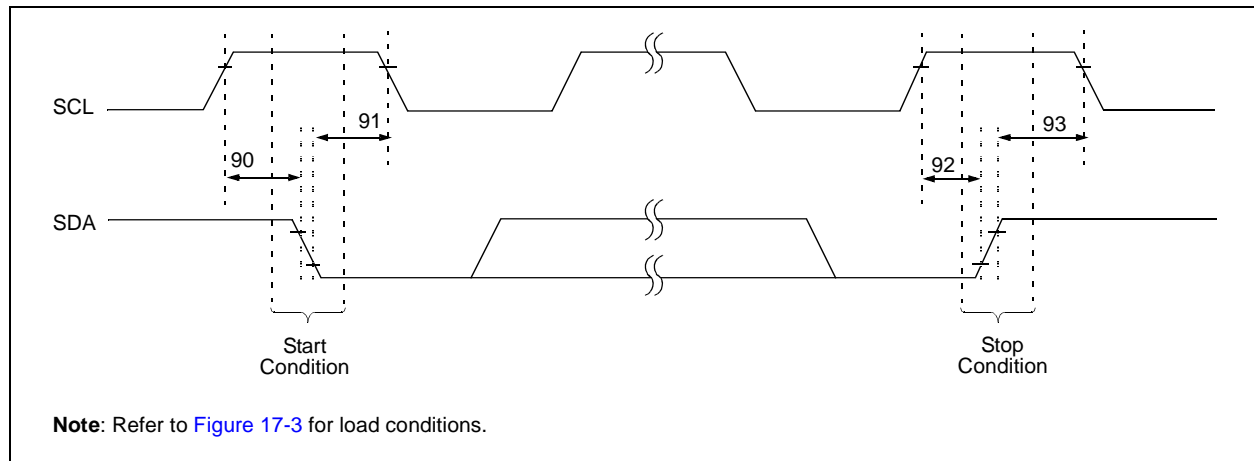 SCL
91
93
90
92
SDA
Start
Condition
Stop
Condition
Note: Refer to Figure 17-3 for load conditions.